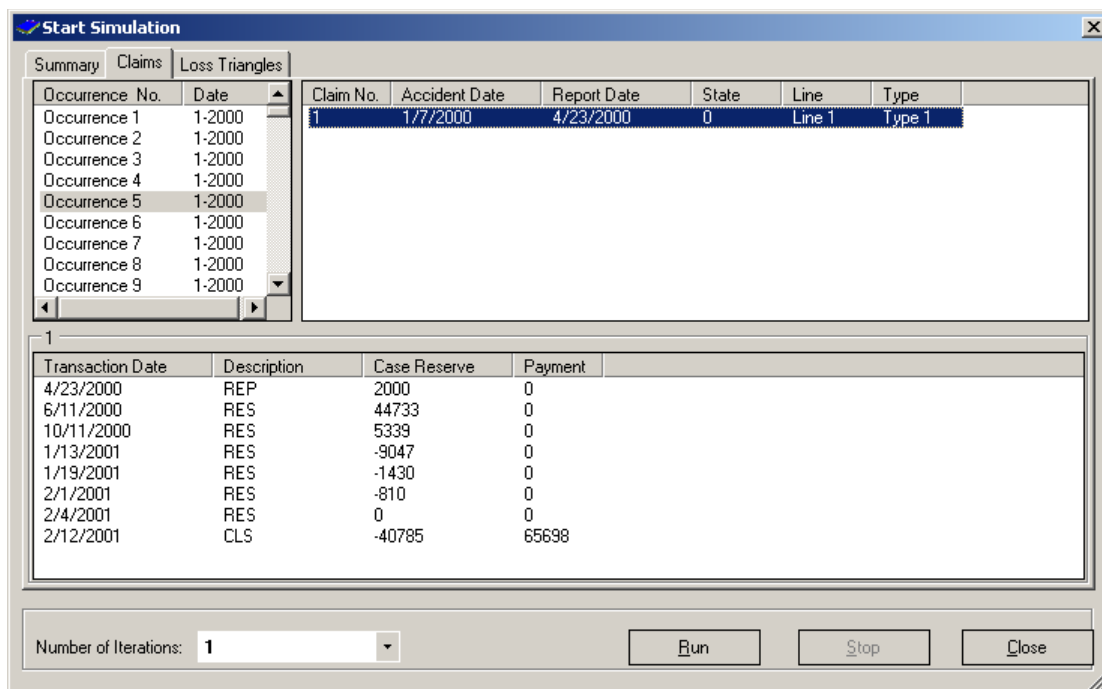 Start Simulation
Summary Claims Loss Triangles
Occurrence No. Date
Occurrence 1 1-2000
Occurrence 2 1-2000
Occurrence 3 1-2000
Occurrence 4 1-2000
Occurrence 5 1-2000
Occurrence 6 1-2000
Occurrence 7 1-2000
Occurrence 8 1-2000
Occurrence 9 1-2000
Claim No. Accident Date Report Date State Line Type
1 1/7/2000 4/23/2000 0 Line 1 Type 1
1
Transaction Date Description Case Reserve Payment
4/23/2000 REP 2000 0
6/11/2000 RES 44733 0
10/11/2000 RES 5339 0
1/13/2001 RES -9047 0
1/19/2001 RES -1430 0
2/1/2001 RES -810 0
2/4/2001 RES 0 0
2/12/2001 CLS -40785 65698
Number of Iterations: 1 Run Stop Close